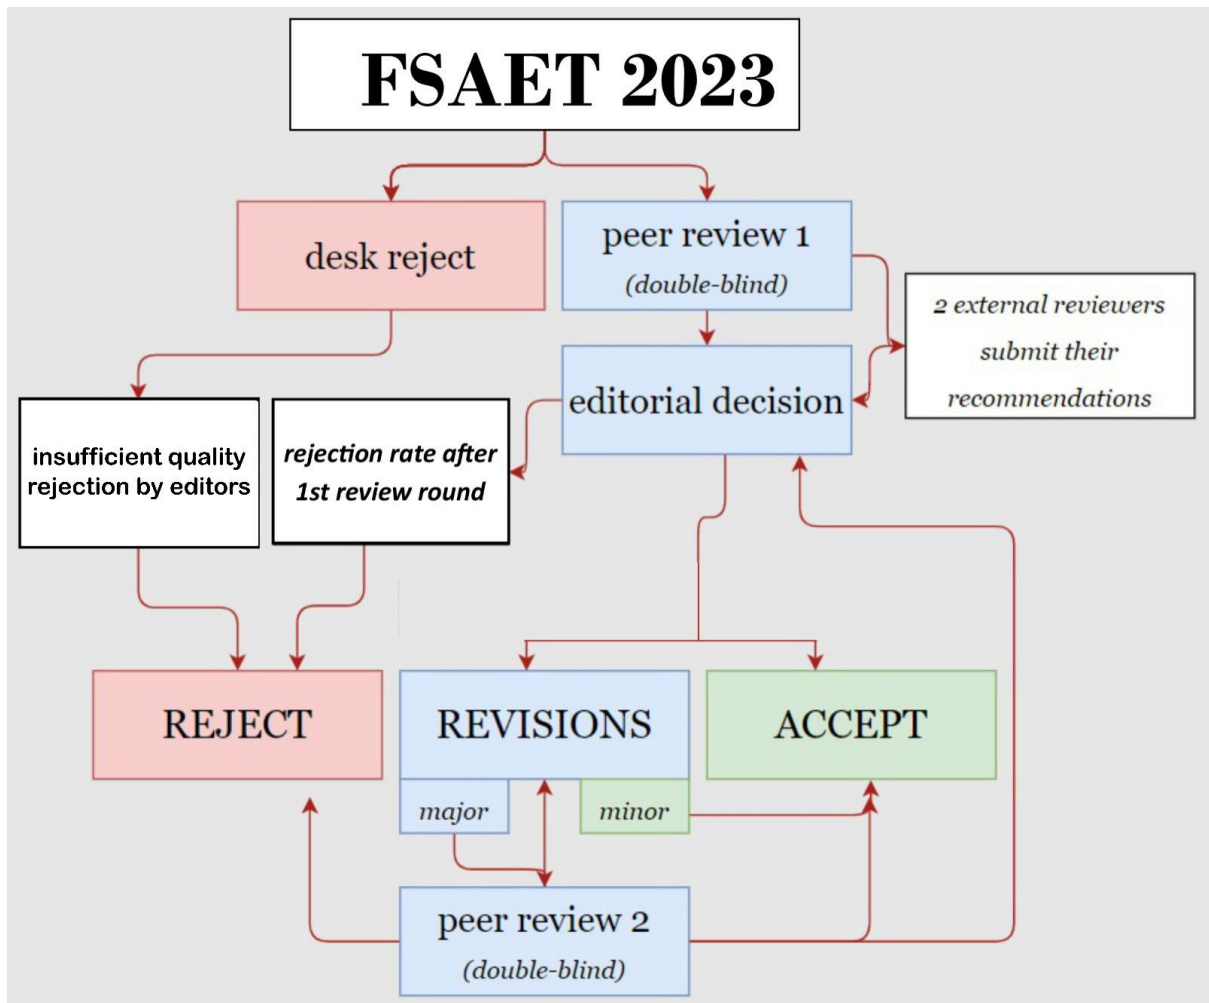 FSAET 2023
desk reject
peer review 1
(double-blind)
2 external reviewers
submit their
recommendations
editorial decision
insufficient quality
rejection by editors
rejection rate after
1st review round
REJECT
REVISIONS
ACCEPT
major
minor
peer review 2
(double-blind)